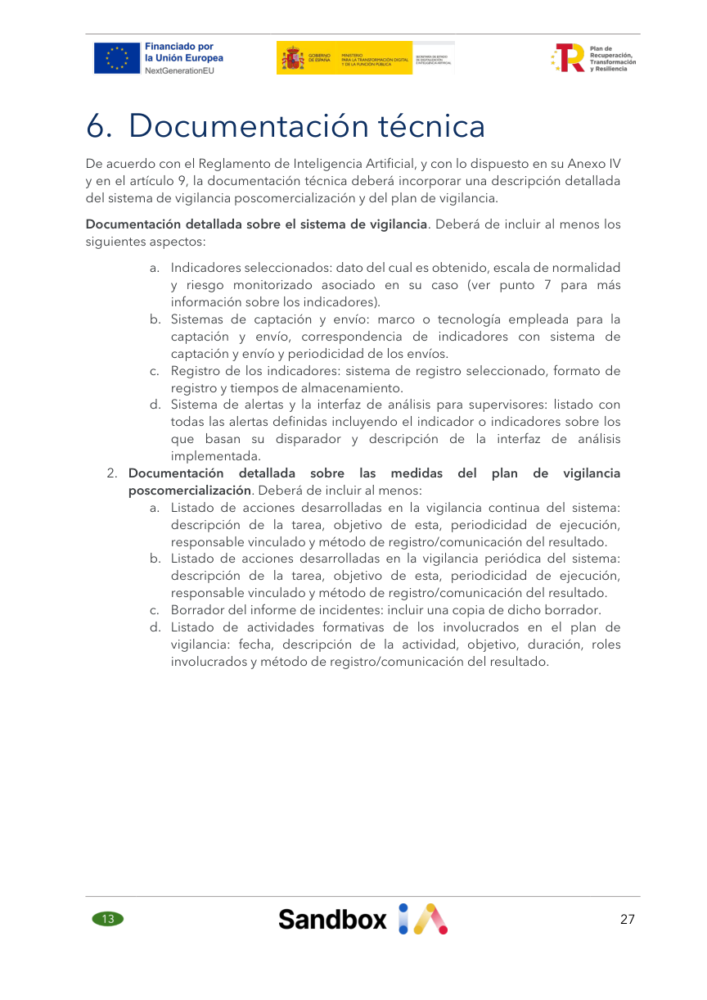 Financiado por
la Unión Europea
NextGenerationEU
GOBIERNO
DE ESPAÑA
MINISTERIO
PARA LA TRANSFORMACIÓN DIGITAL
Y DE LA FUNCIÓN PÚBLICA
SECRETARÍA DE ESTADO
DE DIGITALIZACIÓN
E INTELIGENCIA ARTIFICIAL
Plan de
Recuperación,
Transformación
y Resiliencia
6. Documentación técnica
De acuerdo con el Reglamento de Inteligencia Artificial, y con lo dispuesto en su Anexo IV
y en el artículo 9, la documentación técnica deberá incorporar una descripción detallada
del sistema de vigilancia poscomercialización y del plan de vigilancia.
Documentación detallada sobre el sistema de vigilancia. Deberá de incluir al menos los
siguientes aspectos:
a. Indicadores seleccionados: dato del cual es obtenido, escala de normalidad
y riesgo monitorizado asociado en su caso (ver punto 7 para más
información sobre los indicadores).
b. Sistemas de captación y envío: marco o tecnología empleada para la
captación y envío, correspondencia de indicadores con sistema de
captación y envío y periodicidad de los envíos.
c. Registro de los indicadores: sistema de registro seleccionado, formato de
registro y tiempos de almacenamiento.
d. Sistema de alertas y la interfaz de análisis para supervisores: listado con
todas las alertas definidas incluyendo el indicador o indicadores sobre los
que basan su disparador y descripción de la interfaz de análisis
implementada.
2. Documentación detallada sobre las medidas del plan de vigilancia
poscomercialización. Deberá de incluir al menos:
a. Listado de acciones desarrolladas en la vigilancia continua del sistema:
descripción de la tarea, objetivo de esta, periodicidad de ejecución,
responsable vinculado y método de registro/comunicación del resultado.
b. Listado de acciones desarrolladas en la vigilancia periódica del sistema:
descripción de la tarea, objetivo de esta, periodicidad de ejecución,
responsable vinculado y método de registro/comunicación del resultado.
c. Borrador del informe de incidentes: incluir una copia de dicho borrador.
d. Listado de actividades formativas de los involucrados en el plan de
vigilancia: fecha, descripción de la actividad, objetivo, duración, roles
involucrados y método de registro/comunicación del resultado.
13
Sandbox
27